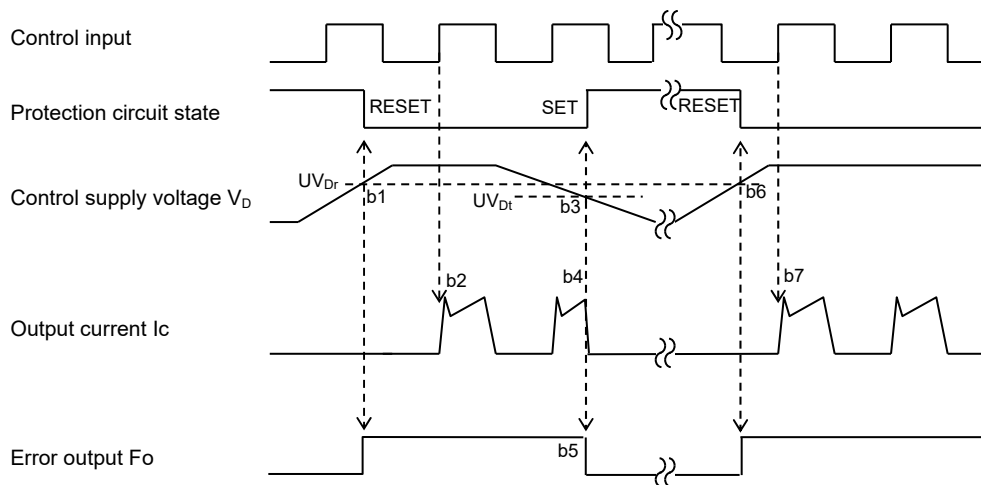 Control input
Protection circuit state
RESET
SET
RESET
Control supply voltage VD
UVDr
b1
UVDt
b3
b6
b2
b4
b7
Output current Ic
b5
Error output Fo